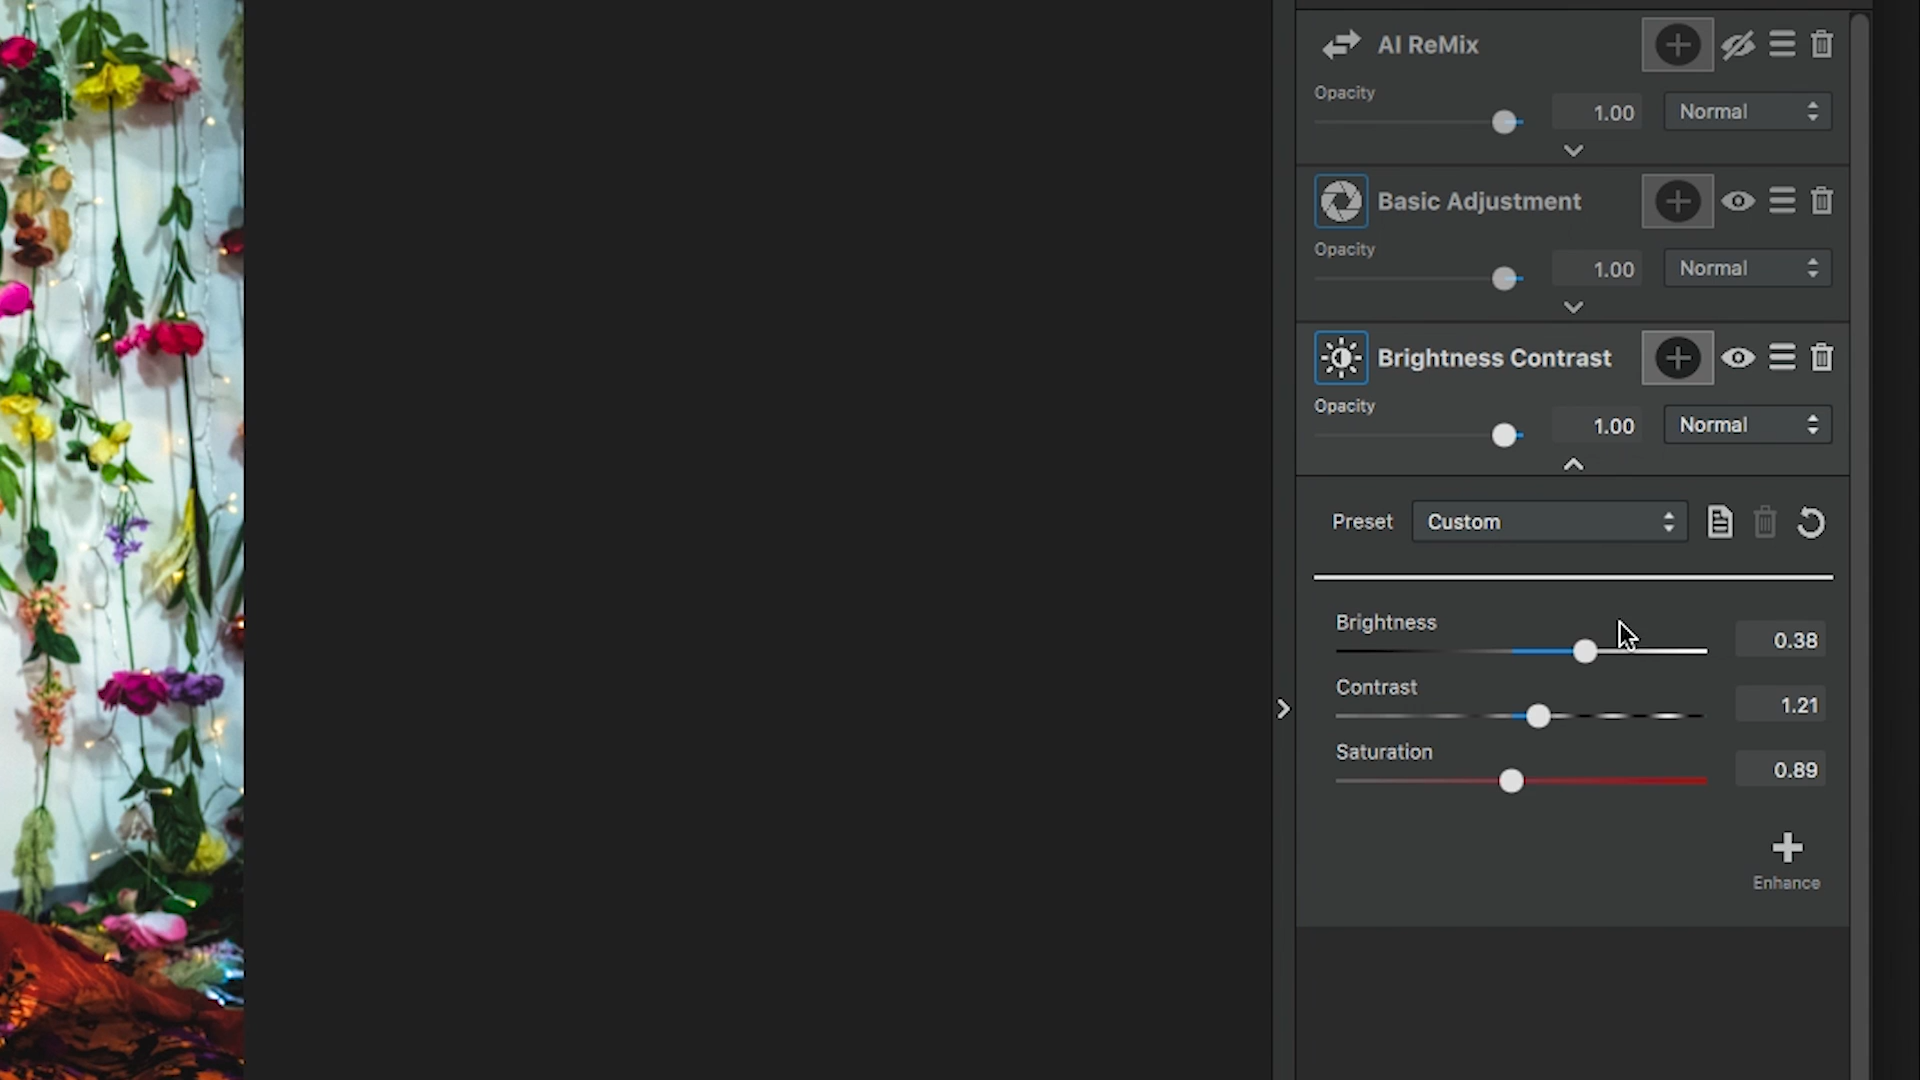 AI ReMix
Opacity
1.00
Normal
Basic Adjustment
Opacity
1.00
Normal
Brightness Contrast
Opacity
1.00
Normal
Preset
Custom
Brightness
0.38
Contrast
1.21
Saturation
0.89
Enhance